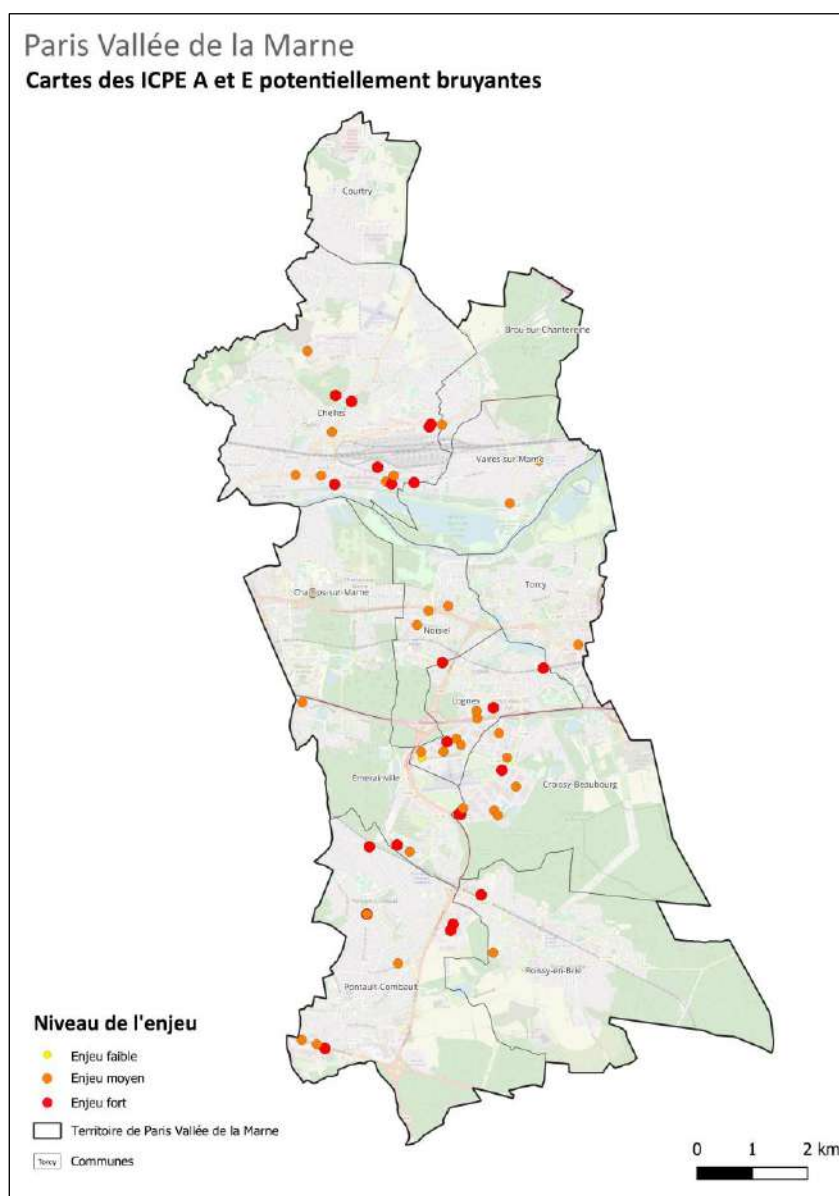 Paris Vallée de la Marne
Cartes des ICPE A et E potentiellement bruyantes
Courtry
Brou-sur-Chantereine
Chelles
Vaires-sur-Marne
Torcy
Champs-sur-Marne
Noisiel
Lognes
Emerainville
Croissy-Beaubourg
Roissy-en-Brie
Pontault-Combault
Niveau de l'enjeu
Enjeu faible
Enjeu moyen
Enjeu fort
Territoire de Paris Vallée de la Marne
Torcy Communes
0 1 2 km